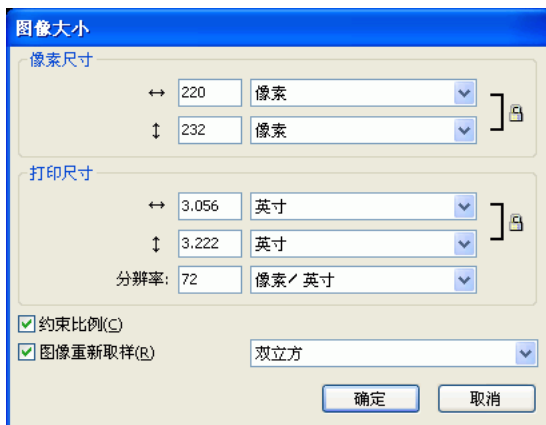 图像大小
像素尺寸
↔ 220 像素
↕ 232 像素
打印尺寸
↔ 3.056 英寸
↕ 3.222 英寸
分辨率: 72 像素/英寸
约束比例(C)
图像重新取样(R) 双立方
确定 取消